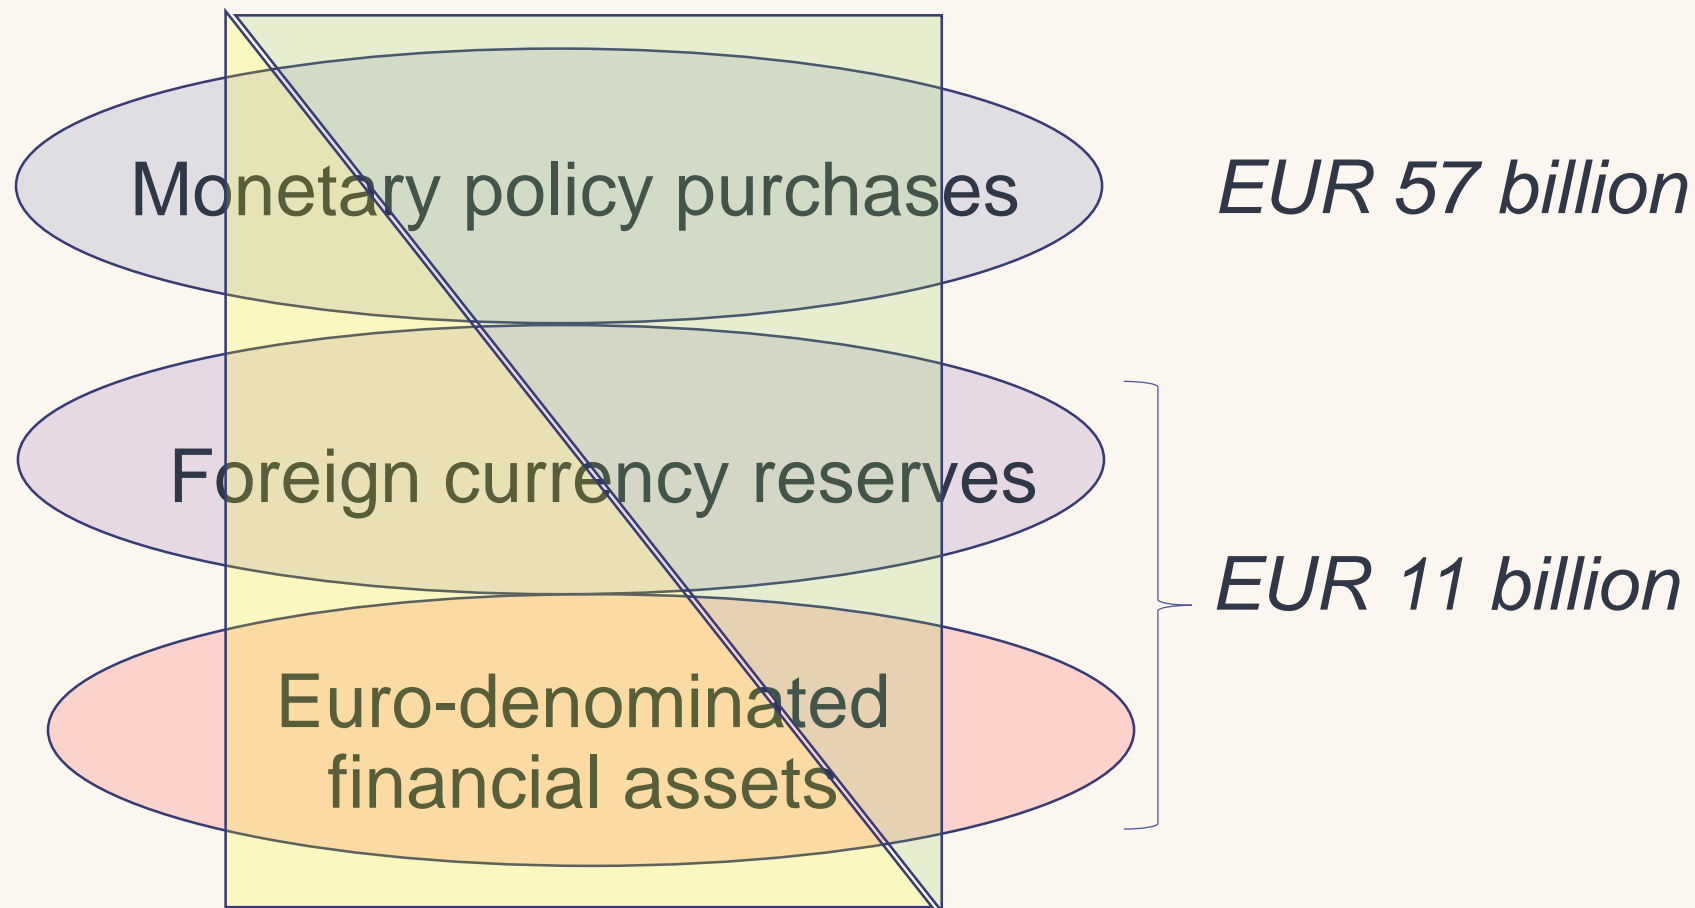 Monetary policy purchases
EUR 57 billion
Foreign currency reserves
EUR 11 billion
Euro-denominated
financial assets